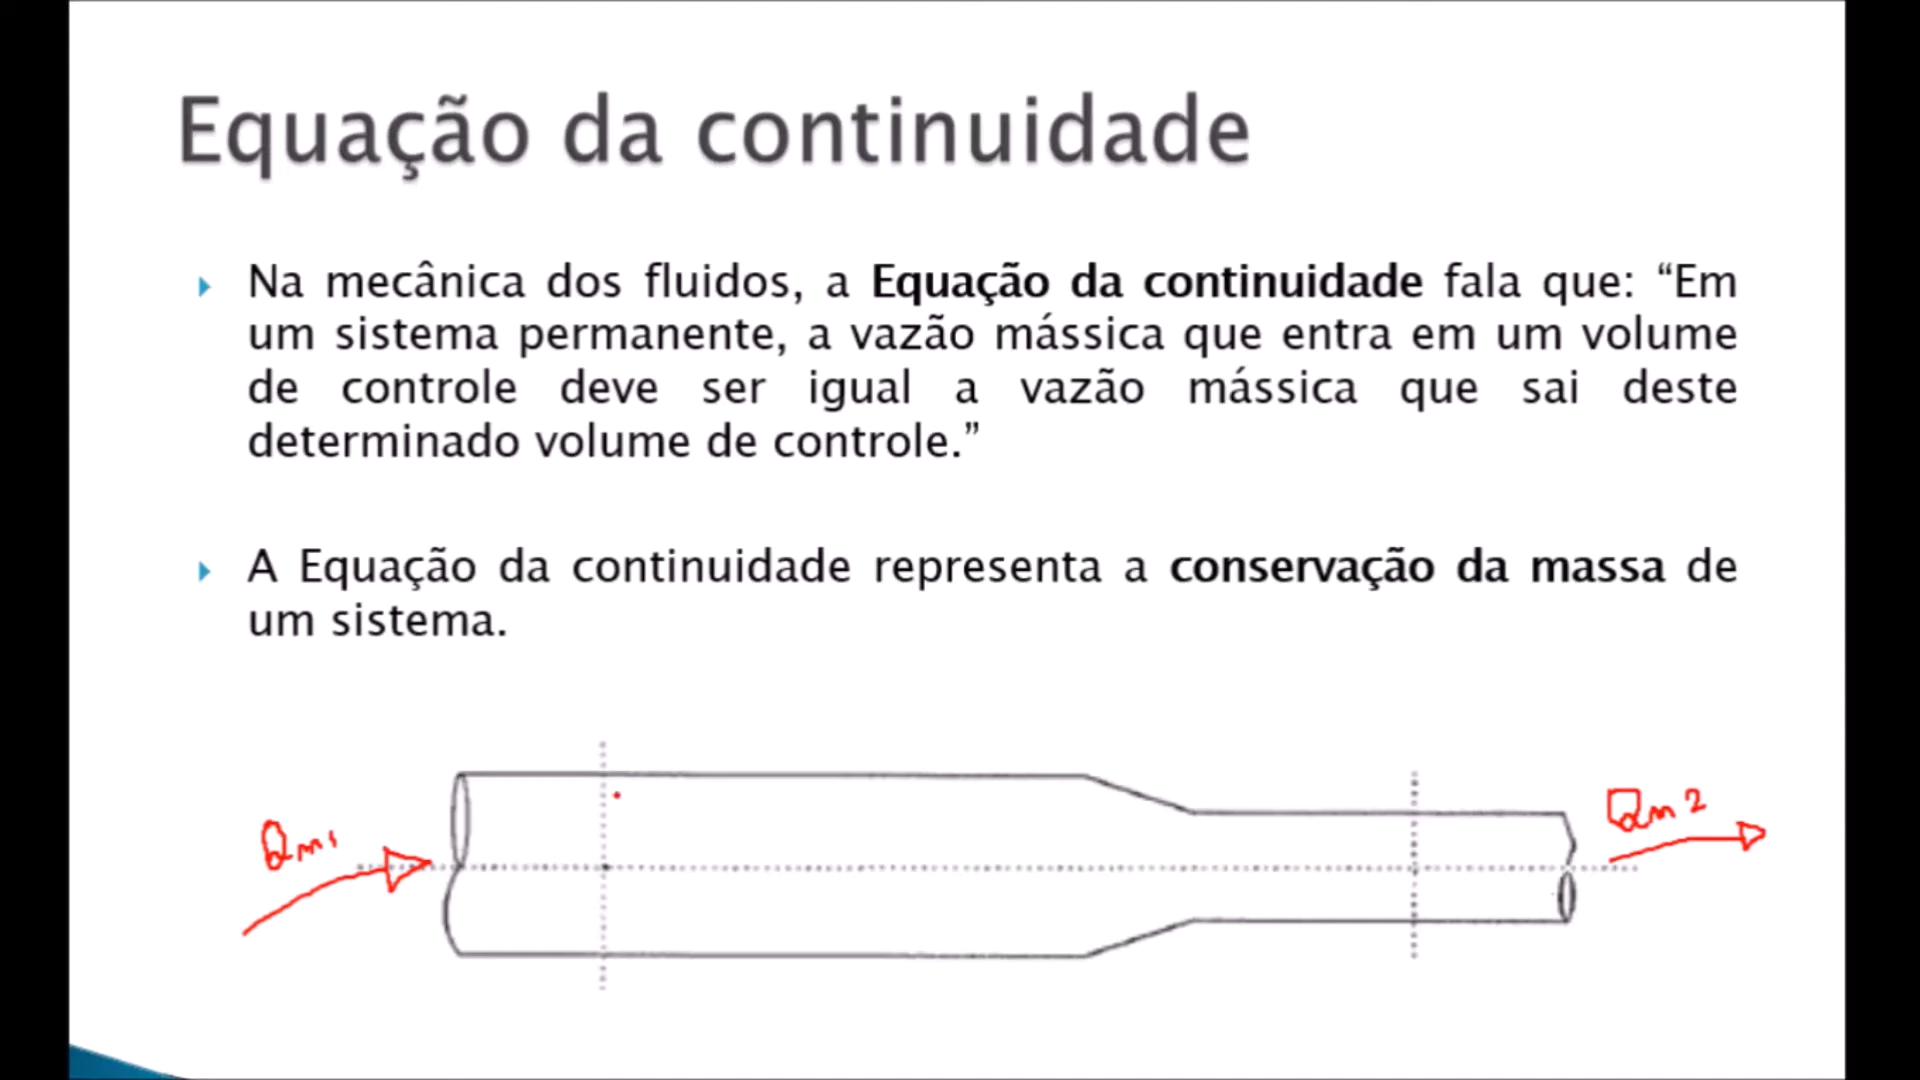 Equação da continuidade
Na mecânica dos fluidos, a Equação da continuidade fala que: “Em
um sistema permanente, a vazão mássica que entra em um volume
de controle deve ser igual a vazão mássica que sai deste
determinado volume de controle.”
A Equação da continuidade representa a conservação da massa de
um sistema.
Qm1
Qm2